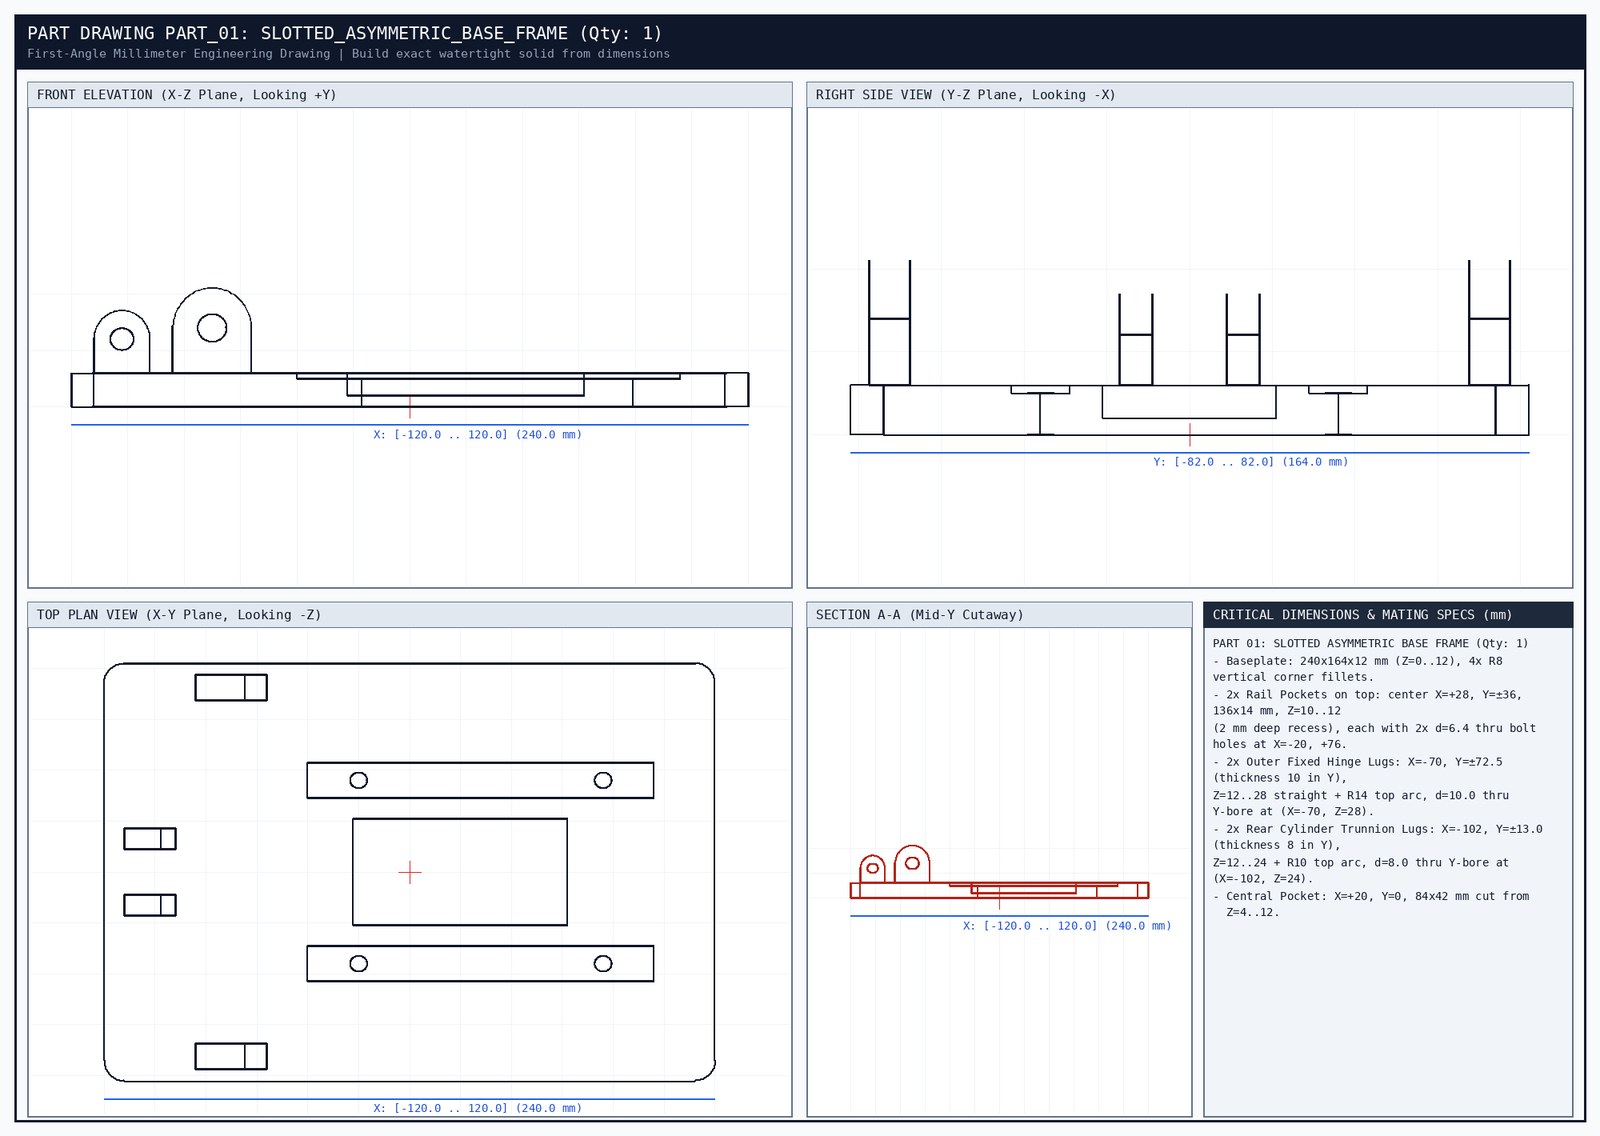 PART DRAWING PART_01: SLOTTED_ASYMMETRIC_BASE_FRAME (Qty: 1)
First-Angle Millimeter Engineering Drawing | Build exact watertight solid from dimensions
FRONT ELEVATION (X-Z Plane, Looking +Y)
X: [-120.0 .. 120.0] (240.0 mm)
RIGHT SIDE VIEW (Y-Z Plane, Looking -X)
Y: [-82.0 .. 82.0] (164.0 mm)
TOP PLAN VIEW (X-Y Plane, Looking -Z)
X: [-120.0 .. 120.0] (240.0 mm)
SECTION A-A (Mid-Y Cutaway)
X: [-120.0 .. 120.0] (240.0 mm)
CRITICAL DIMENSIONS & MATING SPECS (mm)
PART 01: SLOTTED ASYMMETRIC BASE FRAME (Qty: 1)
- Baseplate: 240x164x12 mm (Z=0..12), 4x R8
vertical corner fillets.
- 2x Rail Pockets on top: center X=+28, Y=±36,
136x14 mm, Z=10..12
(2 mm deep recess), each with 2x d=6.4 thru bolt
holes at X=-20, +76.
- 2x Outer Fixed Hinge Lugs: X=-70, Y=±72.5
(thickness 10 in Y),
Z=12..28 straight + R14 top arc, d=10.0 thru
Y-bore at (X=-70, Z=28).
- 2x Rear Cylinder Trunnion Lugs: X=-102, Y=±13.0
(thickness 8 in Y),
Z=12..24 + R10 top arc, d=8.0 thru Y-bore at
(X=-102, Z=24).
- Central Pocket: X=+20, Y=0, 84x42 mm cut from
Z=4..12.